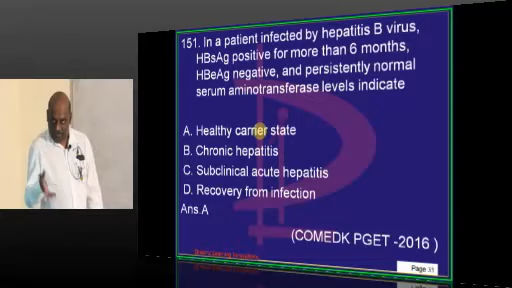 151. In a patient infected by hepatitis B virus,
HBsAg positive for more than 6 months,
HBeAg negative, and persistently normal
serum aminotransferase levels indicate
A. Healthy carrier state
B. Chronic hepatitis
C. Subclinical acute hepatitis
D. Recovery from infection
Ans.A
(COMEDK PGET -2016 )
Page 31